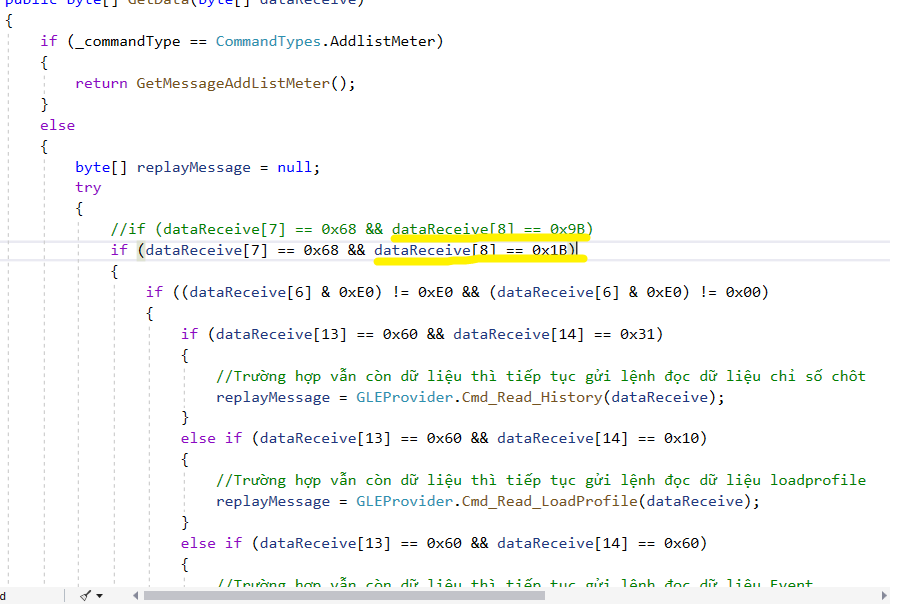 public byte[] GetData(byte[] dataReceive)
{
if (_commandType == CommandTypes.AddlistMeter)
{
return GetMessageAddListMeter();
}
else
{
byte[] replayMessage = null;
try
{
//if (dataReceive[7] == 0x68 && dataReceive[8] == 0x9B)
if (dataReceive[7] == 0x68 && dataReceive[8] == 0x1B)
{
if ((dataReceive[6] & 0xE0) != 0xE0 && (dataReceive[6] & 0xE0) != 0x00)
{
if (dataReceive[13] == 0x60 && dataReceive[14] == 0x31)
{
//Trường hợp vẫn còn dữ liệu thì tiếp tục gửi lệnh đọc dữ liệu chỉ số chôt
replayMessage = GLEProvider.Cmd_Read_History(dataReceive);
}
else if (dataReceive[13] == 0x60 && dataReceive[14] == 0x10)
{
//Trường hợp vẫn còn dữ liệu thì tiếp tục gửi lệnh đọc dữ liệu loadprofile
replayMessage = GLEProvider.Cmd_Read_LoadProfile(dataReceive);
}
else if (dataReceive[13] == 0x60 && dataReceive[14] == 0x60)
{
//Trường hợp vẫn còn dữ liệu thì tiếp tục gửi lệnh đọc dữ liệu Event
d